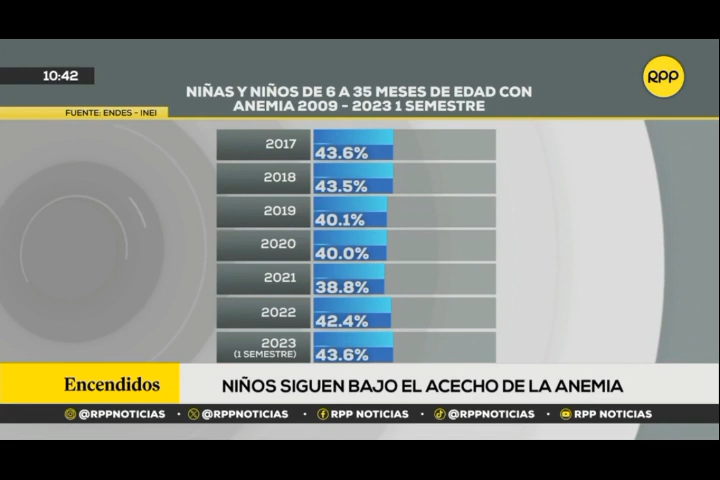 10:42
RPP
NIÑAS Y NIÑOS DE 6 A 35 MESES DE EDAD CON
ANEMIA 2009 - 2023 1 SEMESTRE
FUENTE: ENDES - INEI
2017 43.6%
2018 43.5%
2019 40.1%
2020 40.0%
2021 38.8%
2022 42.4%
2023 43.6%
(1 SEMESTRE)
Encendidos
NIÑOS SIGUEN BAJO EL ACECHO DE LA ANEMIA
@RPPNOTICIAS • @RPPNOTICIAS • RPP NOTICIAS • @RPPNOTICIAS • RPP NOTICIAS